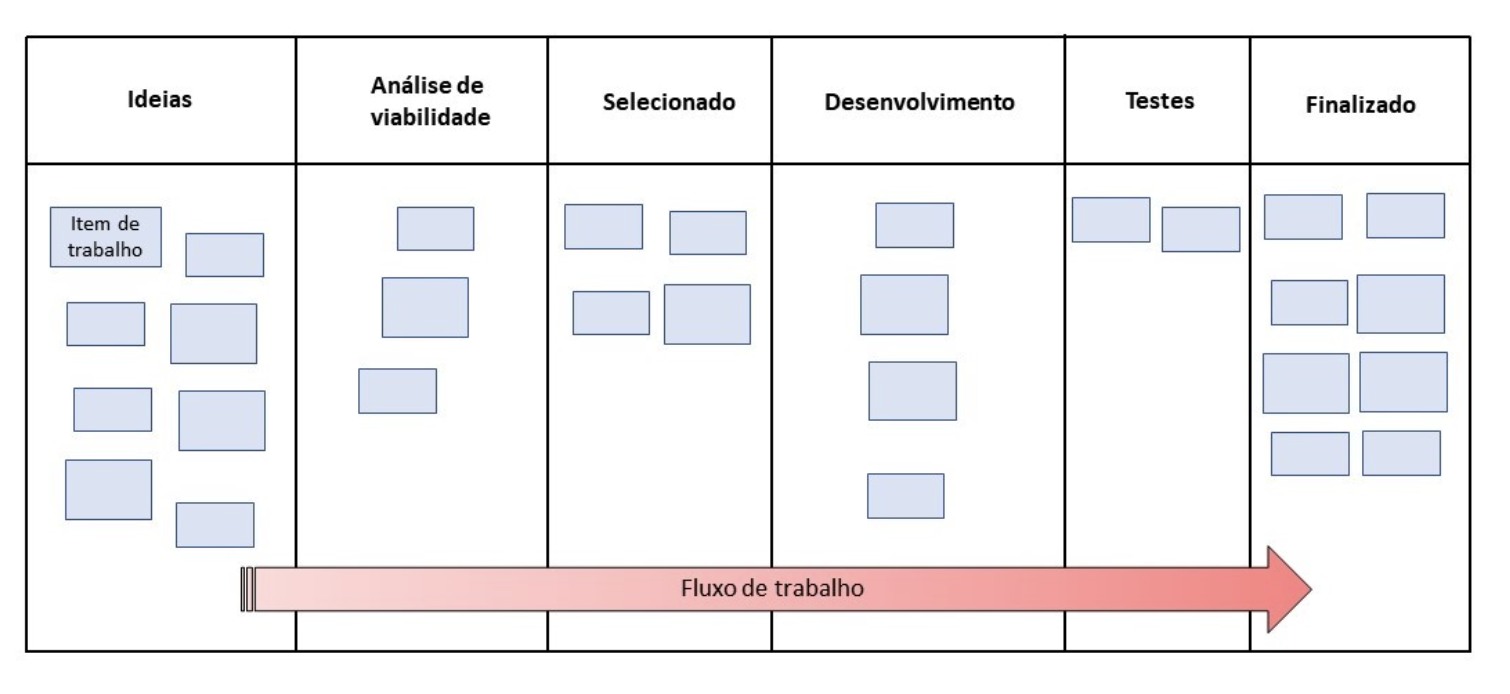 Ideias
Análise de
viabilidade
Selecionado
Desenvolvimento
Testes
Finalizado
Item de
trabalho
Fluxo de trabalho